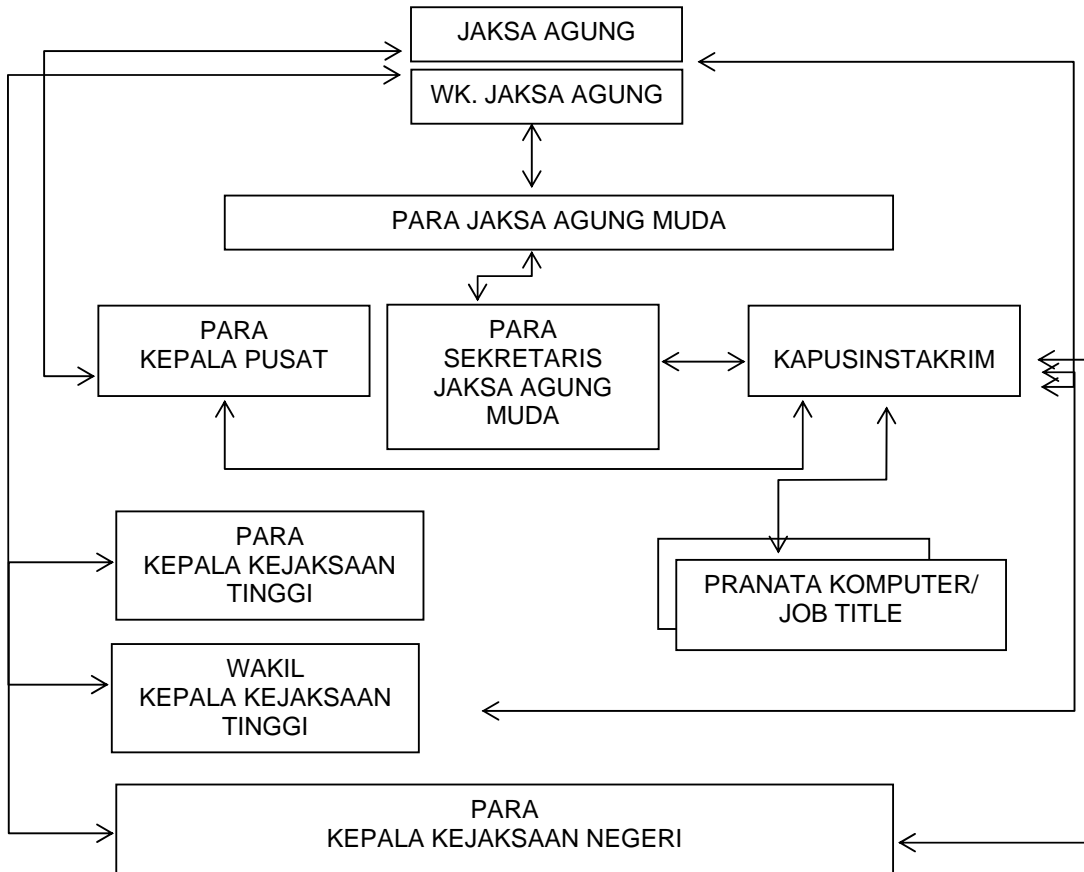 JAKSA AGUNG
WK. JAKSA AGUNG
PARA JAKSA AGUNG MUDA
PARA
KEPALA PUSAT
PARA
SEKRETARIS
JAKSA AGUNG
MUDA
KAPUSINSTAKRIM
PARA
KEPALA KEJAKSAAN
TINGGI
PRANATA KOMPUTER/
JOB TITLE
WAKIL
KEPALA KEJAKSAAN
TINGGI
PARA
KEPALA KEJAKSAAN NEGERI